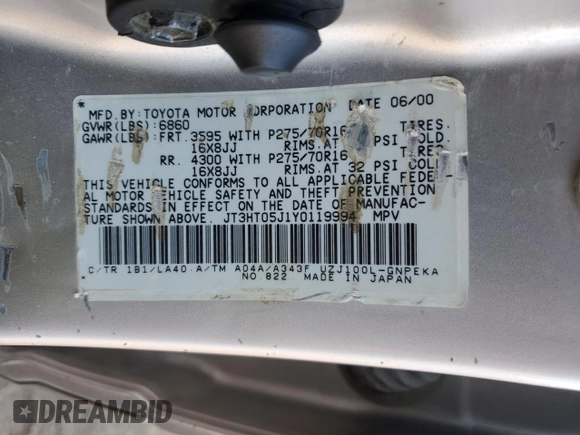 MFD. BY: TOYOTA MOTOR CORPORATION DATE 06/00
GVWR(LBS): 6860
GAWR(LBS): FRT. 3595 WITH P275/70R16 TIRES,
16X8JJ RIMS, AT PSI COLD.
RR. 4300 WITH P275/70R16 TIRES,
16X8JJ RIMS, AT 32 PSI COLD.
THIS VEHICLE CONFORMS TO ALL APPLICABLE FEDER-
AL MOTOR VEHICLE SAFETY
STANDARDS IN EFFECT ON THE DATE OF MANUFAC-
TURE SHOWN ABOVE. JT3HT05J1Y0119994 MPV
C/TR 1B1/LA40 A/TM A04A/A343F UZJ100L-GNPEKA
NO 822 MADE IN JAPAN
DREAMBID